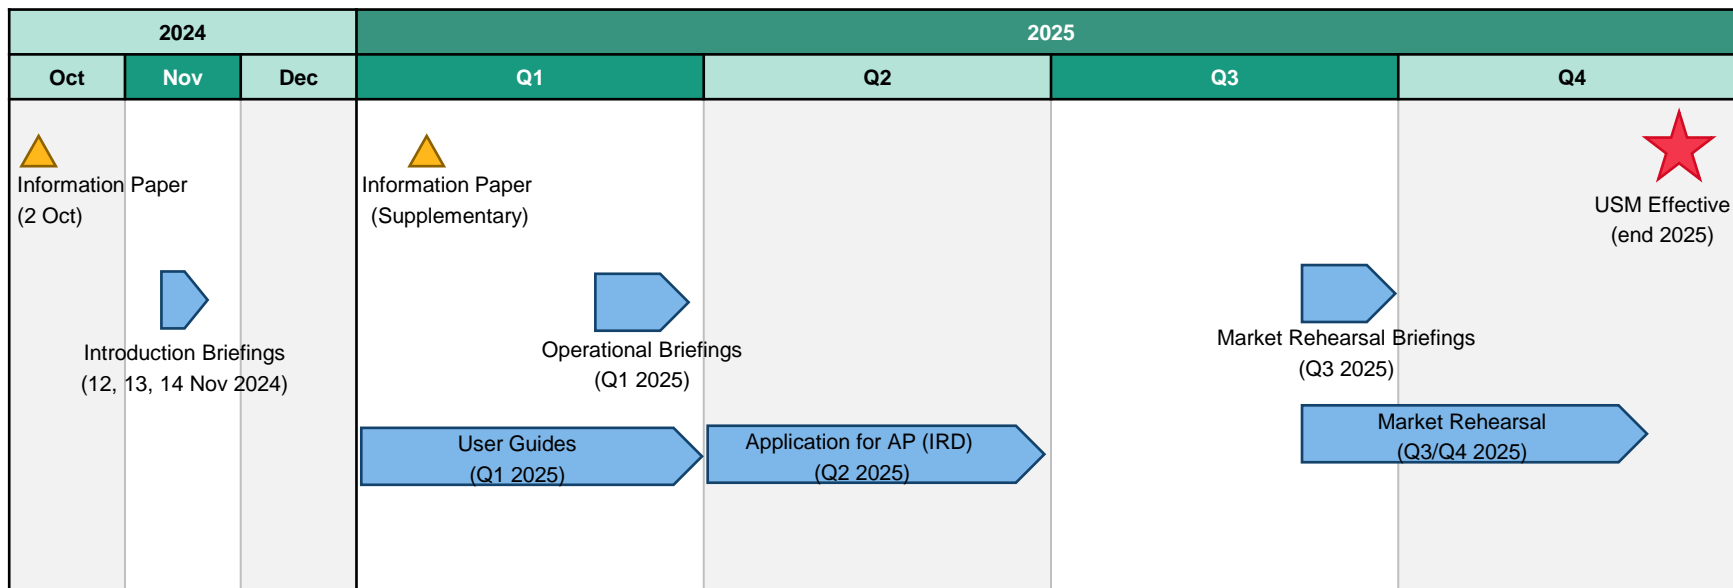 2024
2025
Oct
Nov
Dec
Q1
Q2
Q3
Q4
Information Paper
(2 Oct)
Information Paper
(Supplementary)
USM Effective
(end 2025)
Introduction Briefings
(12, 13, 14 Nov 2024)
Operational Briefings
(Q1 2025)
Market Rehearsal Briefings
(Q3 2025)
User Guides
(Q1 2025)
Application for AP (IRD)
(Q2 2025)
Market Rehearsal
(Q3/Q4 2025)